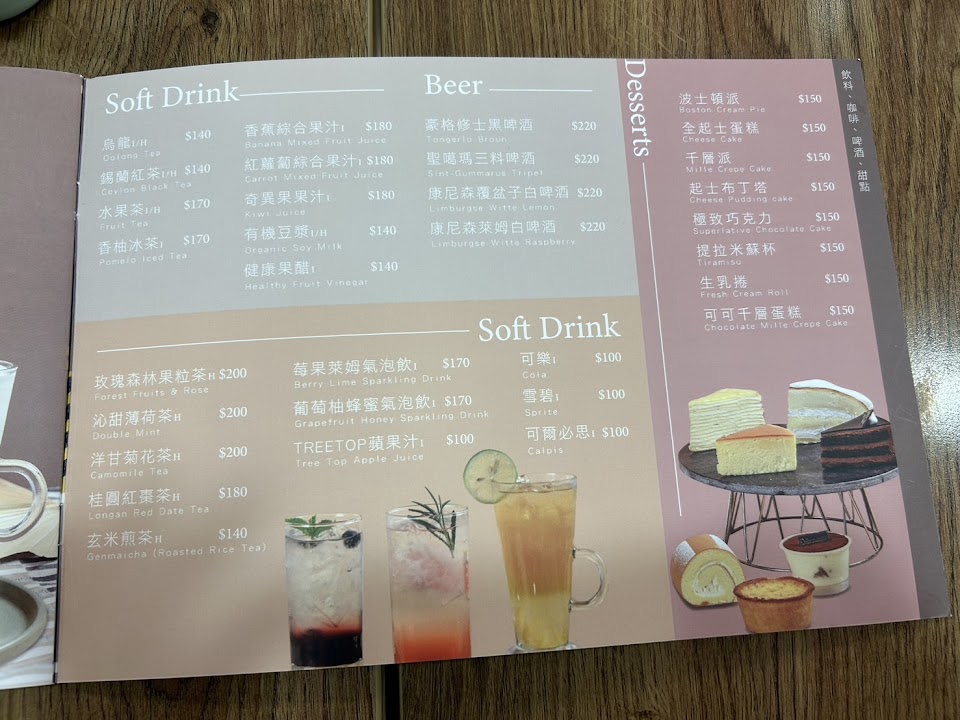 Soft Drink
烏龍I/H $140
Oolong Tea
錫蘭紅茶I/H $140
Ceylon Black Tea
水果茶I/H $170
Fruit Tea
香柚冰茶I $170
Pomelo Iced Tea
香蕉綜合果汁I $180
Banana Mixed Fruit Juice
紅蘿蔔綜合果汁I $180
Carrot Mixed Fruit Juice
奇異果果汁I $180
Kiwi Juice
有機豆漿I/H $140
Organic Soy Milk
健康果醋I $140
Healthy Fruit Vinegar
Beer
豪格修士黑啤酒 $220
Tongerlo Broun
聖噶瑪三料啤酒 $220
Sint-Gummarus Tripel
康尼森覆盆子白啤酒 $220
Limburgse Witte Lemon
康尼森萊姆白啤酒 $220
Limburgse Witto Raspberry
Soft Drink
玫瑰森林果粒茶H $200
Forest Fruits & Rose
沁甜薄荷茶H $200
Double Mint
洋甘菊花茶H $200
Camomile Tea
桂圓紅棗茶H $180
Longan Red Date Tea
玄米煎茶H $140
Genmaicha (Roasted Rice Tea)
莓果萊姆氣泡飲I $170
Berry Lime Sparkling Drink
葡萄柚蜂蜜氣泡飲I $170
Grapefruit Honey Sparkling Drink
TREETOP蘋果汁I $100
Tree Top Apple Juice
可樂I $100
Cola
雪碧I $100
Sprite
可爾必思I $100
Calpis
Desserts
波士頓派 $150
Boston Cream Pie
全起士蛋糕 $150
Cheese Cake
千層派 $150
Mille Crepe Cake
起士布丁塔 $150
Cheese Pudding cake
極致巧克力 $150
Superlative Chocolate Cake
提拉米蘇杯 $150
Tiramisu
生乳捲 $150
Fresh Cream Roll
可可千層蛋糕 $150
Chocolate Mille Crepe Cake
飲料、咖啡、啤酒、甜點